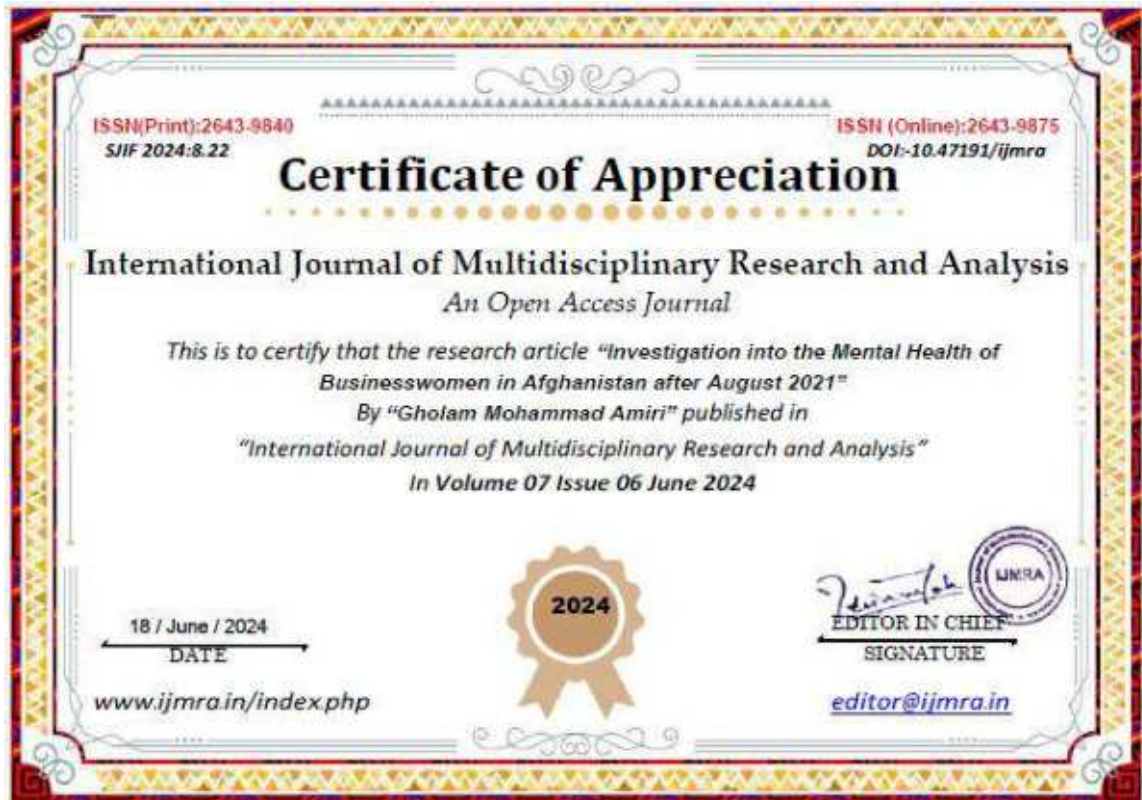 ISSN(Print):2643-9840
ISSN (Online):2643-9875
SJIF 2024:8.22
DOI:-10.47191/ijmra
Certificate of Appreciation
International Journal of Multidisciplinary Research and Analysis
An Open Access Journal
This is to certify that the research article “Investigation into the Mental Health of
Businesswomen in Afghanistan after August 2021”
By “Gholam Mohammad Amiri” published in
“International Journal of Multidisciplinary Research and Analysis”
In Volume 07 Issue 06 June 2024
2024
IJMRA
18 / June / 2024
DATE
EDITOR IN CHIEF
SIGNATURE
www.ijmra.in/index.php
editor@ijmra.in